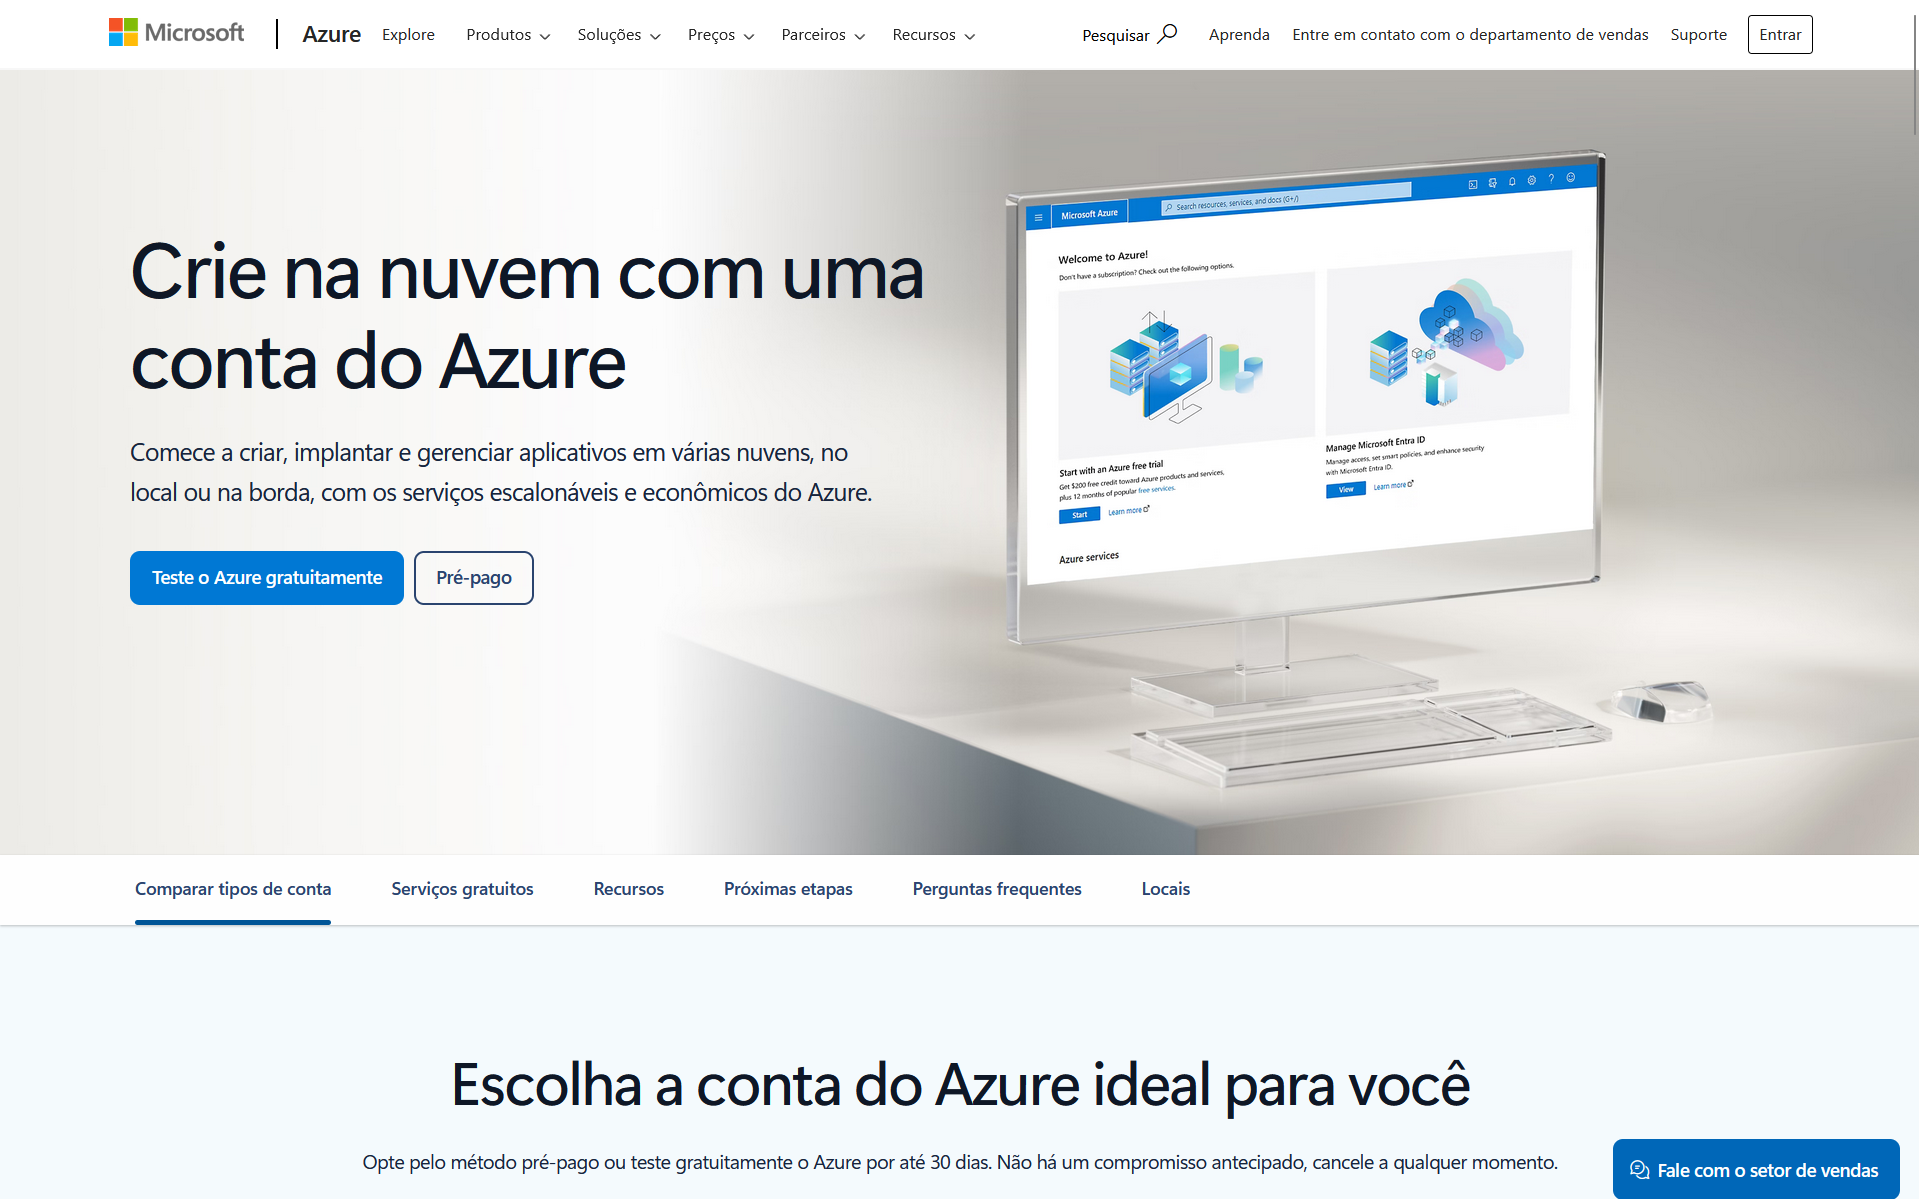 Microsoft
Azure
Explore
Produtos
Soluções
Preços
Parceiros
Recursos
Pesquisar
Aprenda
Entre em contato com o departamento de vendas
Suporte
Entrar
Crie na nuvem com uma
conta do Azure
Comece a criar, implantar e gerenciar aplicativos em várias nuvens, no
local ou na borda, com os serviços escalonáveis e econômicos do Azure.
Teste o Azure gratuitamente
Pré-pago
Microsoft Azure
Search resources, services, and docs (G+/)
Welcome to Azure!
Don't have a subscription? Check out the following options.
Start with an Azure free trial
Get $200 free credit toward Azure products and services,
plus 12 months of popular free services.
Start
Learn more
Manage Microsoft Entra ID
Manage access, set smart policies, and enhance security
with Microsoft Entra ID.
View
Learn more
Azure services
Comparar tipos de conta
Serviços gratuitos
Recursos
Próximas etapas
Perguntas frequentes
Locais
Escolha a conta do Azure ideal para você
Opte pelo método pré-pago ou teste gratuitamente o Azure por até 30 dias. Não há um compromisso antecipado, cancele a qualquer momento.
Fale com o setor de vendas